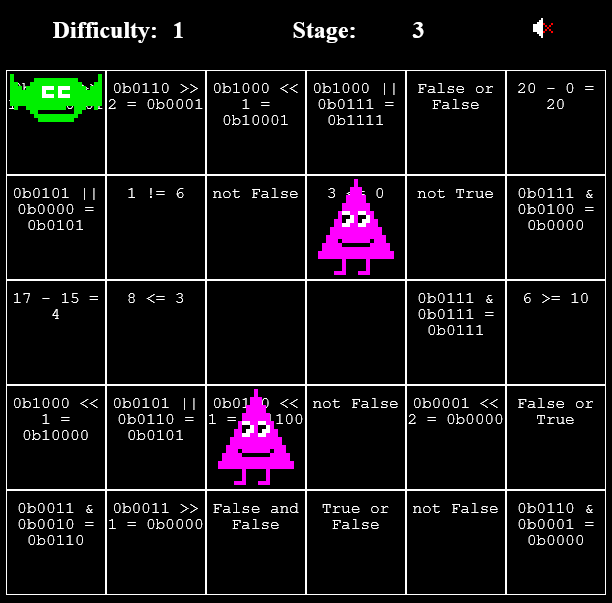 Difficulty: 1
Stage: 3
0b0110 >>
2 = 0b0001
0b1000 <<
1 =
0b10001
0b1000 ||
0b0111 =
0b1111
False or
False
20 - 0 =
20
0b0101 ||
0b0000 =
0b0101
1 != 6
not False
3 0
not True
0b0111 &
0b0100 =
0b0000
17 - 15 =
4
8 <= 3
0b0111 &
0b0111 =
0b0111
6 >= 10
0b1000 <<
1 =
0b10000
0b0101 ||
0b0110 =
0b0101
<<
1 =
not False
0b0001 <<
2 = 0b0000
False or
True
0b0011 &
0b0010 =
0b0110
0b0011 >>
1 = 0b0000
False and
False
True or
False
not False
0b0110 &
0b0001 =
0b0000